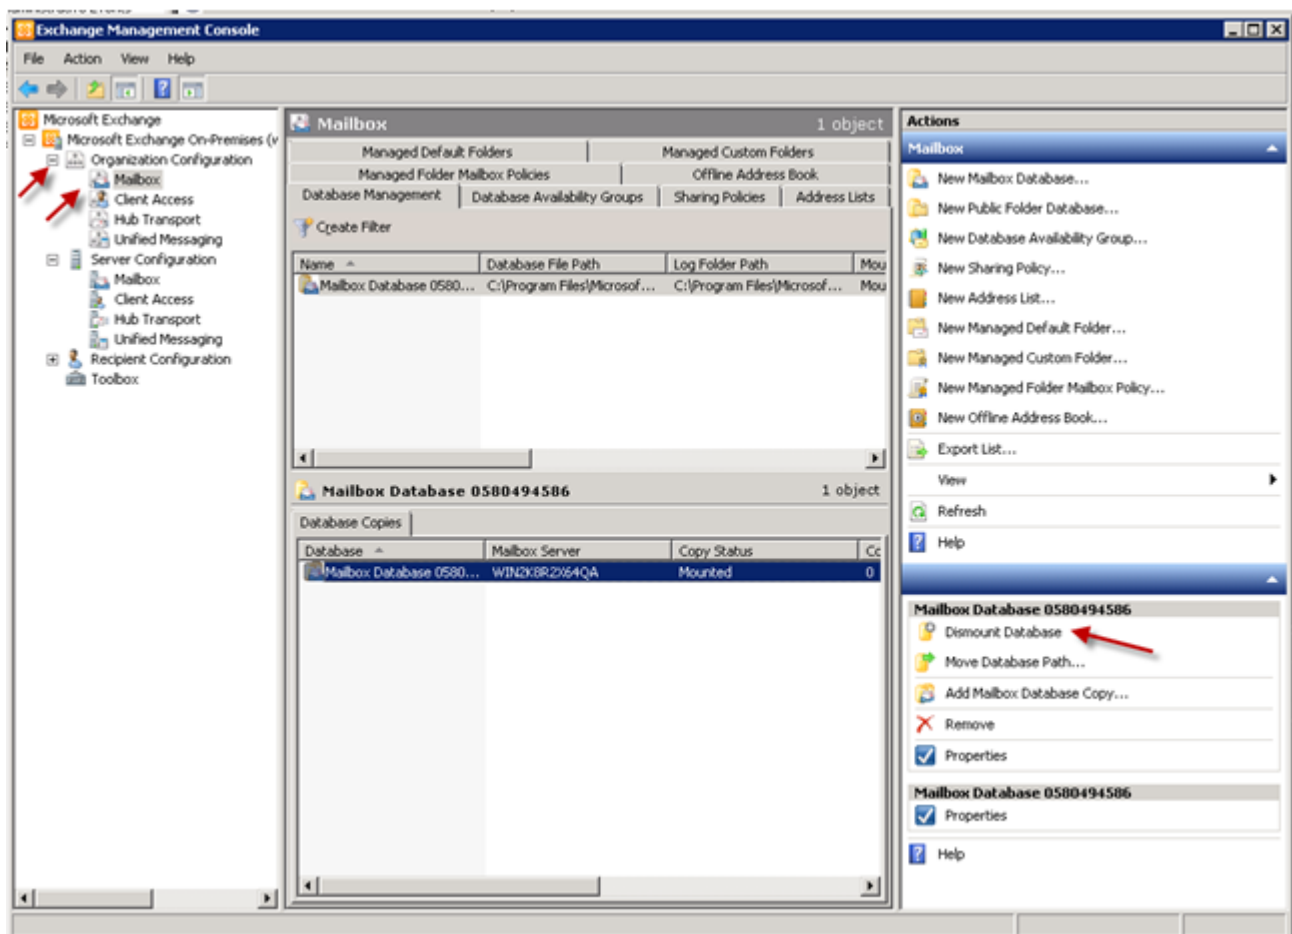 Exchange Management Console
File Action View Help
Microsoft Exchange
Microsoft Exchange On-Premises (v
Organization Configuration
Mailbox
Client Access
Hub Transport
Unified Messaging
Server Configuration
Mailbox
Client Access
Hub Transport
Unified Messaging
Recipient Configuration
Toolbox
Mailbox 1 object
Managed Default Folders Managed Custom Folders
Managed Folder Mailbox Policies Offline Address Book
Database Management Database Availability Groups Sharing Policies Address Lists
Create Filter
Name Database File Path Log Folder Path Mou
Mailbox Database 0580... C:\Program Files\Microsof... C:\Program Files\Microsof... Mou
Mailbox Database 0580494586 1 object
Database Copies
Database Mailbox Server Copy Status Cc
Mailbox Database 0580... WIN2K8R2X64QA Mounted 0
Actions
Mailbox
New Mailbox Database...
New Public Folder Database...
New Database Availability Group...
New Sharing Policy...
New Address List...
New Managed Default Folder...
New Managed Custom Folder...
New Managed Folder Mailbox Policy...
New Offline Address Book...
Export List...
View
Refresh
Help
Mailbox Database 0580494586
Dismount Database
Move Database Path...
Add Mailbox Database Copy...
Remove
Properties
Mailbox Database 0580494586
Properties
Help